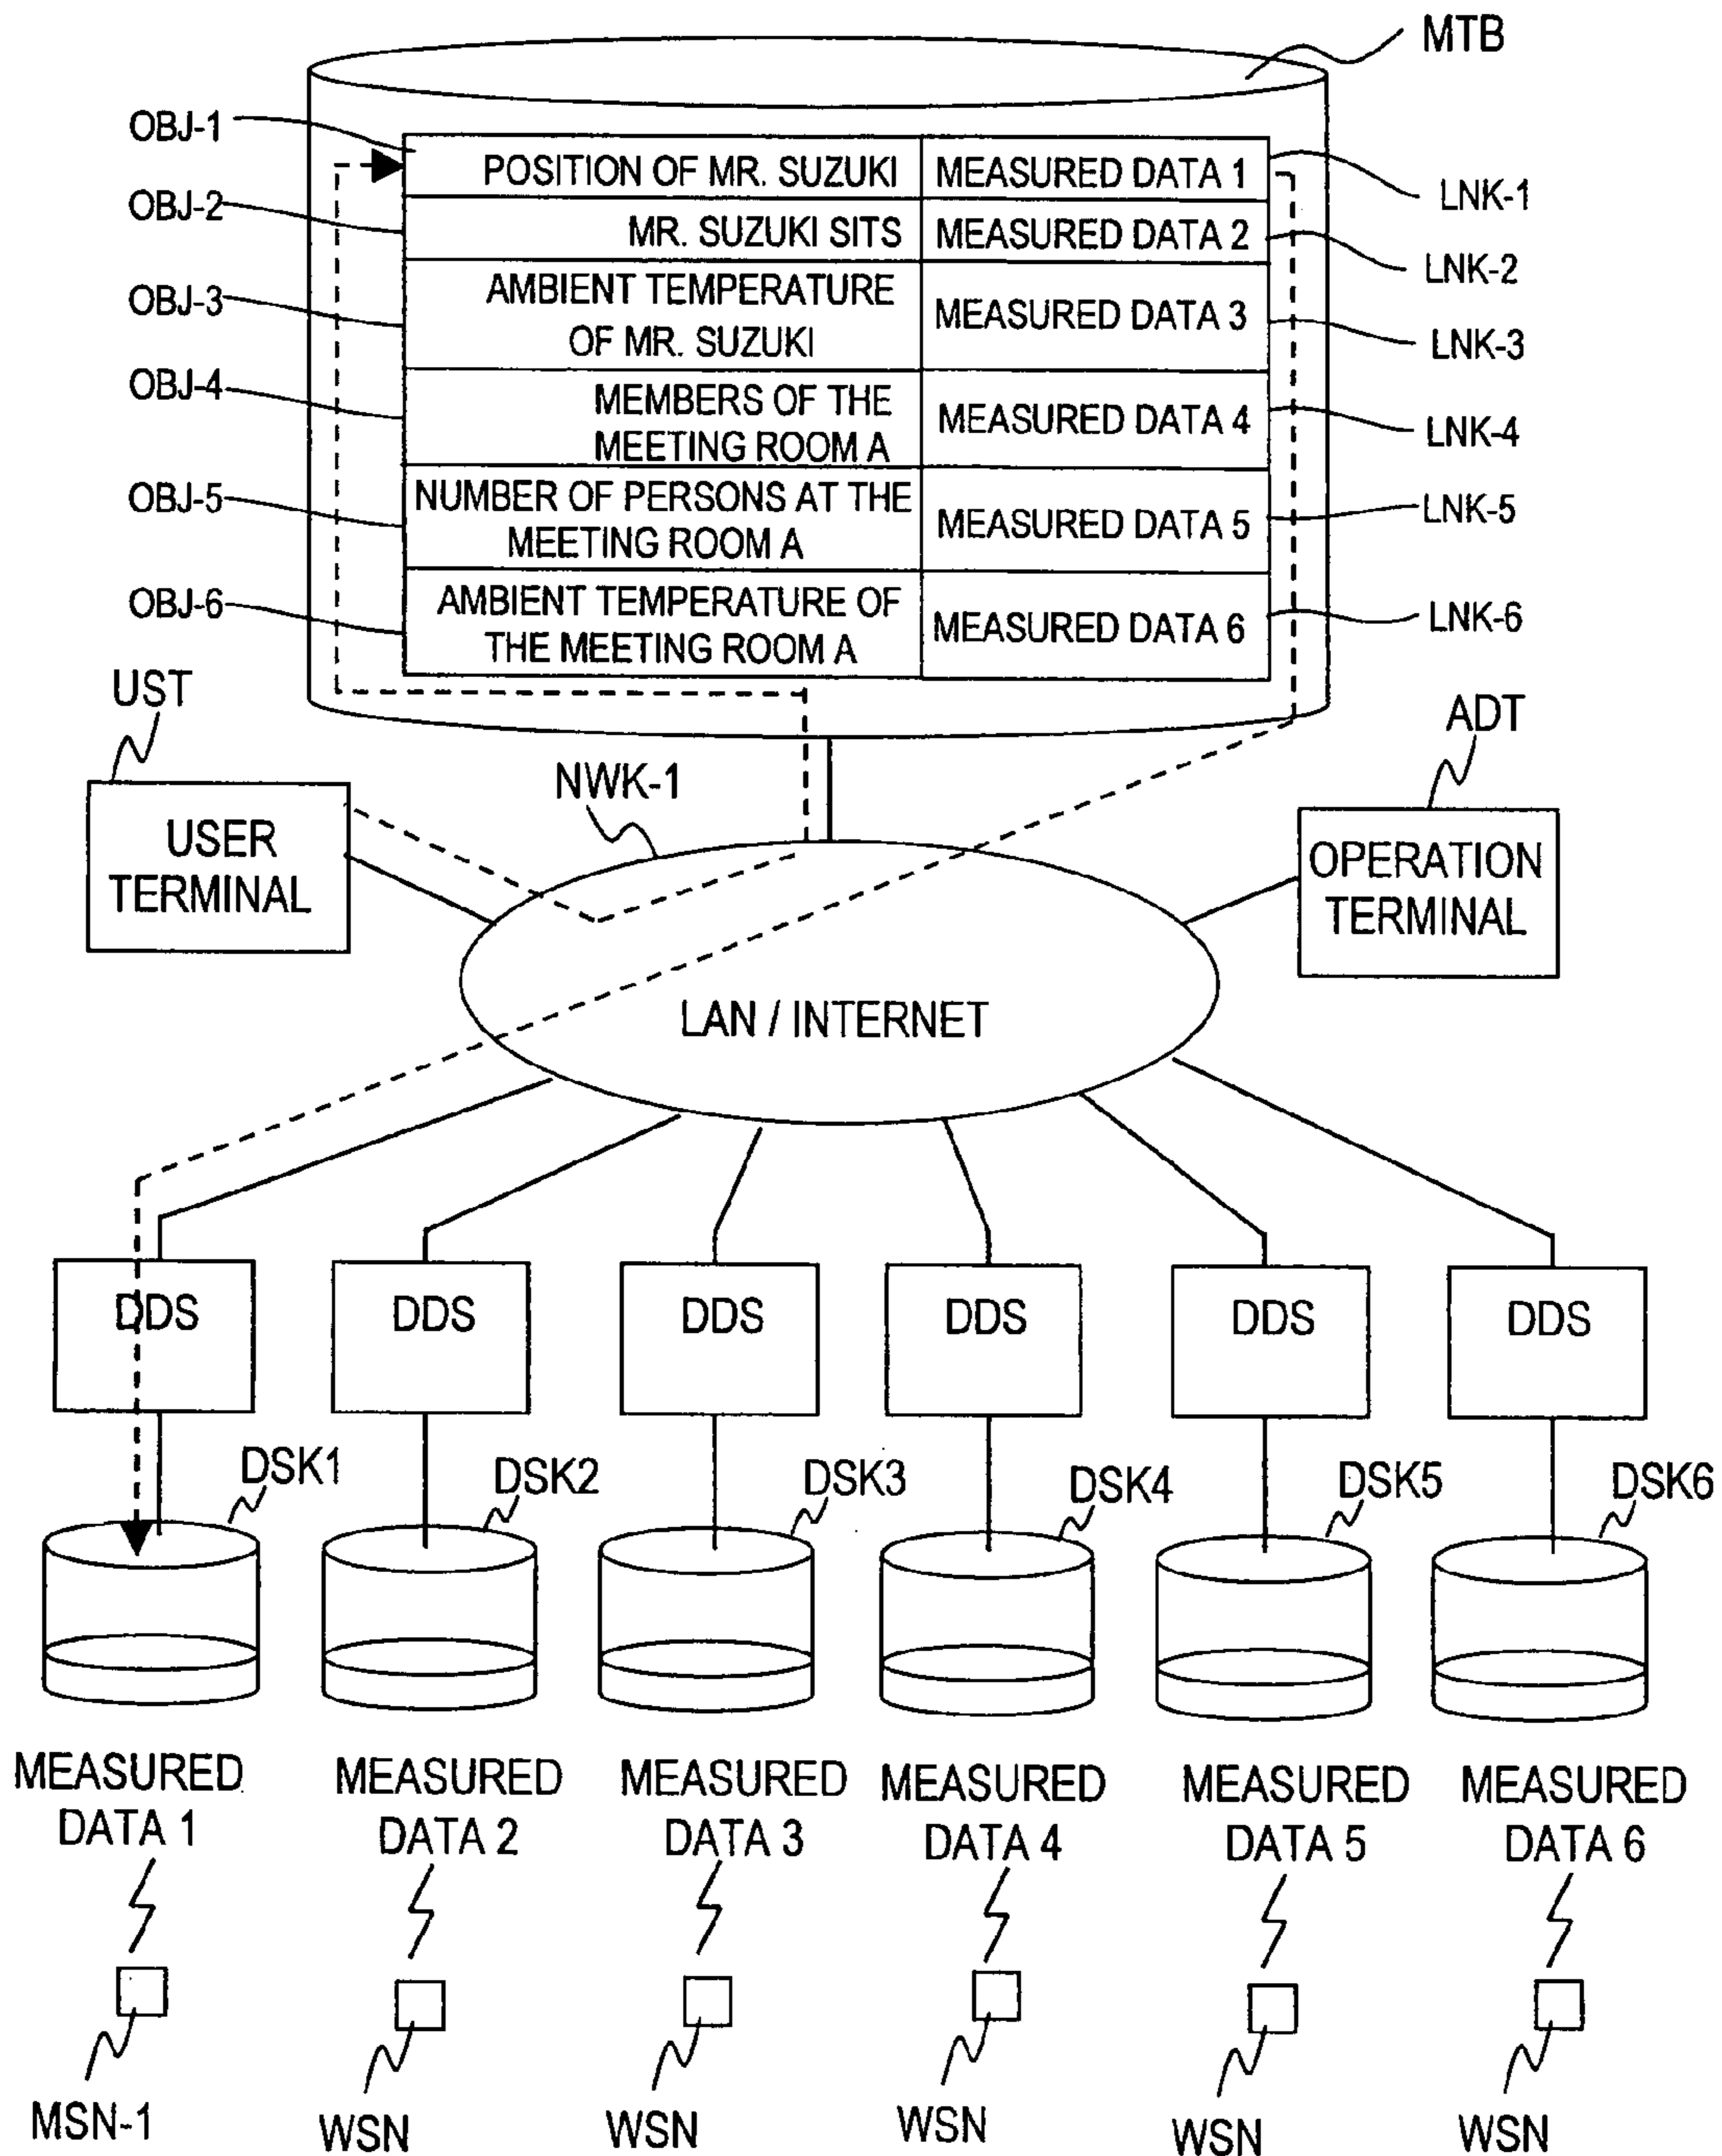 MTB
OBJ-1
POSITION OF MR. SUZUKI
MEASURED DATA 1
LNK-1
OBJ-2
MR. SUZUKI SITS
MEASURED DATA 2
LNK-2
OBJ-3
AMBIENT TEMPERATURE
OF MR. SUZUKI
MEASURED DATA 3
LNK-3
OBJ-4
MEMBERS OF THE
MEETING ROOM A
MEASURED DATA 4
LNK-4
OBJ-5
NUMBER OF PERSONS AT THE
MEETING ROOM A
MEASURED DATA 5
LNK-5
OBJ-6
AMBIENT TEMPERATURE OF
THE MEETING ROOM A
MEASURED DATA 6
LNK-6
UST
ADT
NWK-1
USER
TERMINAL
OPERATION
TERMINAL
LAN / INTERNET
DDS
DDS
DDS
DDS
DDS
DDS
DSK1
DSK2
DSK3
DSK4
DSK5
DSK6
MEASURED
DATA 1
MEASURED
DATA 2
MEASURED
DATA 3
MEASURED
DATA 4
MEASURED
DATA 5
MEASURED
DATA 6
MSN-1
WSN
WSN
WSN
WSN
WSN